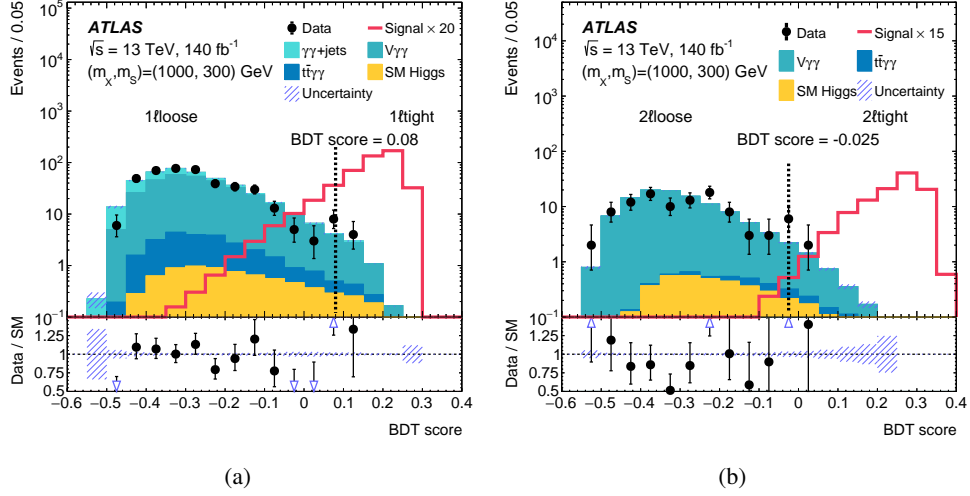 ATLAS
√s = 13 TeV, 140 fb⁻¹
(m_X,m_S)=(1000, 300) GeV
Data
Signal × 20
γγ+jets
Vγγ
tt̄γγ
SM Higgs
Uncertainty
1ℓloose
1ℓtight
BDT score = 0.08
Events / 0.05
10⁵
10⁴
10³
10²
10
1
10⁻¹
Data / SM
1.25
1
0.75
0.5
−0.6 −0.5 −0.4 −0.3 −0.2 −0.1 0 0.1 0.2 0.3 0.4
BDT score
(a)
ATLAS
√s = 13 TeV, 140 fb⁻¹
(m_X,m_S)=(1000, 300) GeV
Data
Signal × 15
Vγγ
tt̄γγ
SM Higgs
Uncertainty
2ℓloose
2ℓtight
BDT score = -0.025
Events / 0.05
10⁴
10³
10²
10
1
10⁻¹
Data / SM
1.25
1
0.75
0.5
−0.6 −0.5 −0.4 −0.3 −0.2 −0.1 0 0.1 0.2 0.3 0.4
BDT score
(b)